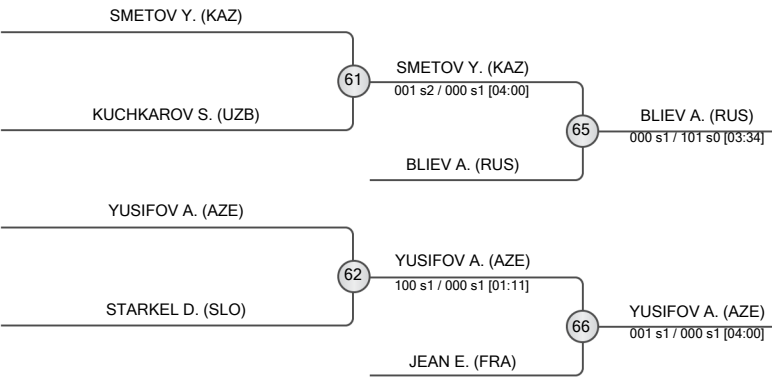 SMETOV Y. (KAZ)
61
SMETOV Y. (KAZ)
001 s2 / 000 s1 [04:00]
KUCHKAROV S. (UZB)
65
BLIEV A. (RUS)
000 s1 / 101 s0 [03:34]
BLIEV A. (RUS)
YUSIFOV A. (AZE)
62
YUSIFOV A. (AZE)
100 s1 / 000 s1 [01:11]
STARKEL D. (SLO)
66
YUSIFOV A. (AZE)
001 s1 / 000 s1 [04:00]
JEAN E. (FRA)